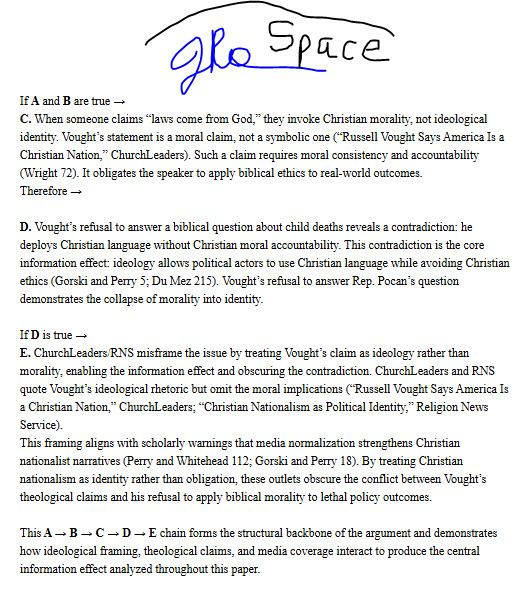 gRo Space
If A and B are true →
C. When someone claims “laws come from God,” they invoke Christian morality, not ideological
identity. Vought’s statement is a moral claim, not a symbolic one (“Russell Vought Says America Is a
Christian Nation,” ChurchLeaders). Such a claim requires moral consistency and accountability
(Wright 72). It obligates the speaker to apply biblical ethics to real-world outcomes.
Therefore →
D. Vought’s refusal to answer a biblical question about child deaths reveals a contradiction: he
deploys Christian language without Christian moral accountability. This contradiction is the core
information effect: ideology allows political actors to use Christian language while avoiding Christian
ethics (Gorski and Perry 5; Du Mez 215). Vought’s refusal to answer Rep. Pocan’s question
demonstrates the collapse of morality into identity.
If D is true →
E. ChurchLeaders/RNS misframe the issue by treating Vought’s claim as ideology rather than
morality, enabling the information effect and obscuring the contradiction. ChurchLeaders and RNS
quote Vought’s ideological rhetoric but omit the moral implications (“Russell Vought Says America Is
a Christian Nation,” ChurchLeaders; “Christian Nationalism as Political Identity,” Religion News
Service).
This framing aligns with scholarly warnings that media normalization strengthens Christian
nationalist narratives (Perry and Whitehead 112; Gorski and Perry 18). By treating Christian
nationalism as identity rather than obligation, these outlets obscure the conflict between Vought’s
theological claims and his refusal to apply biblical morality to lethal policy outcomes.
This A → B → C → D → E chain forms the structural backbone of the argument and demonstrates
how ideological framing, theological claims, and media coverage interact to produce the central
information effect analyzed throughout this paper.